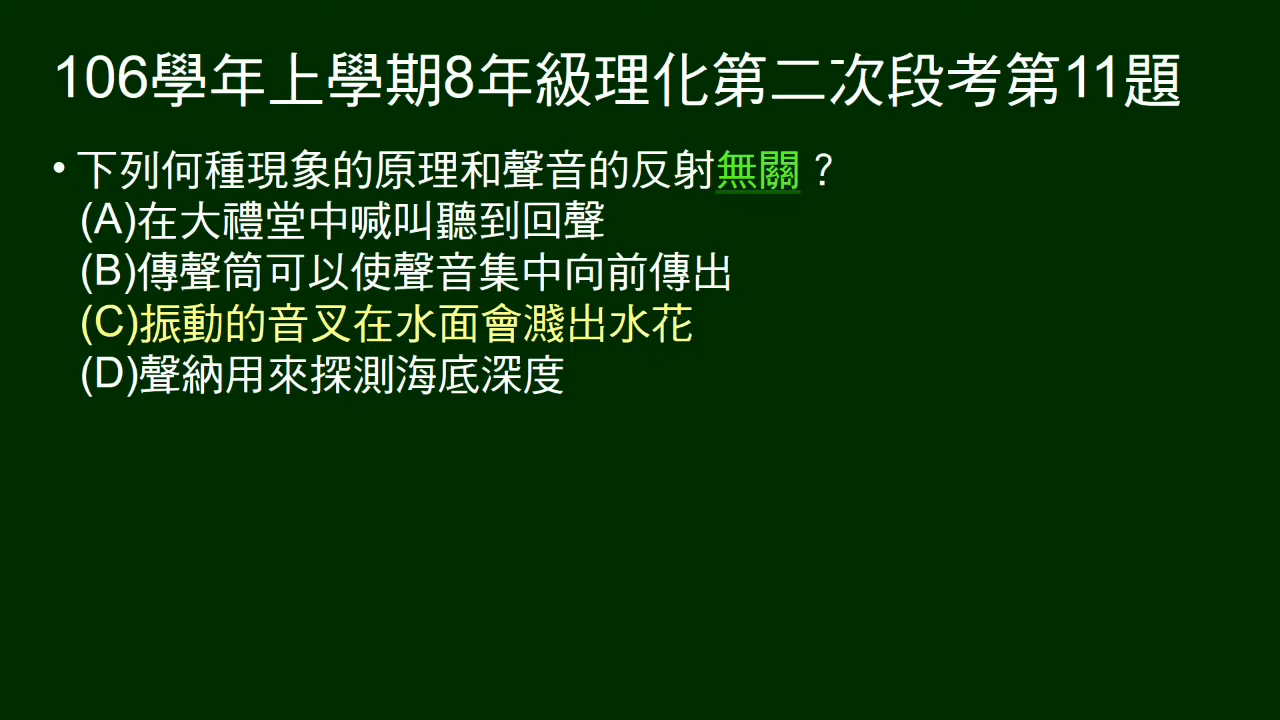 106學年上學期8年級理化第二次段考第11題
• 下列何種現象的原理和聲音的反射無關？
(A)在大禮堂中喊叫聽到回聲
(B)傳聲筒可以使聲音集中向前傳出
(C)振動的音叉在水面會濺出水花
(D)聲納用來探測海底深度